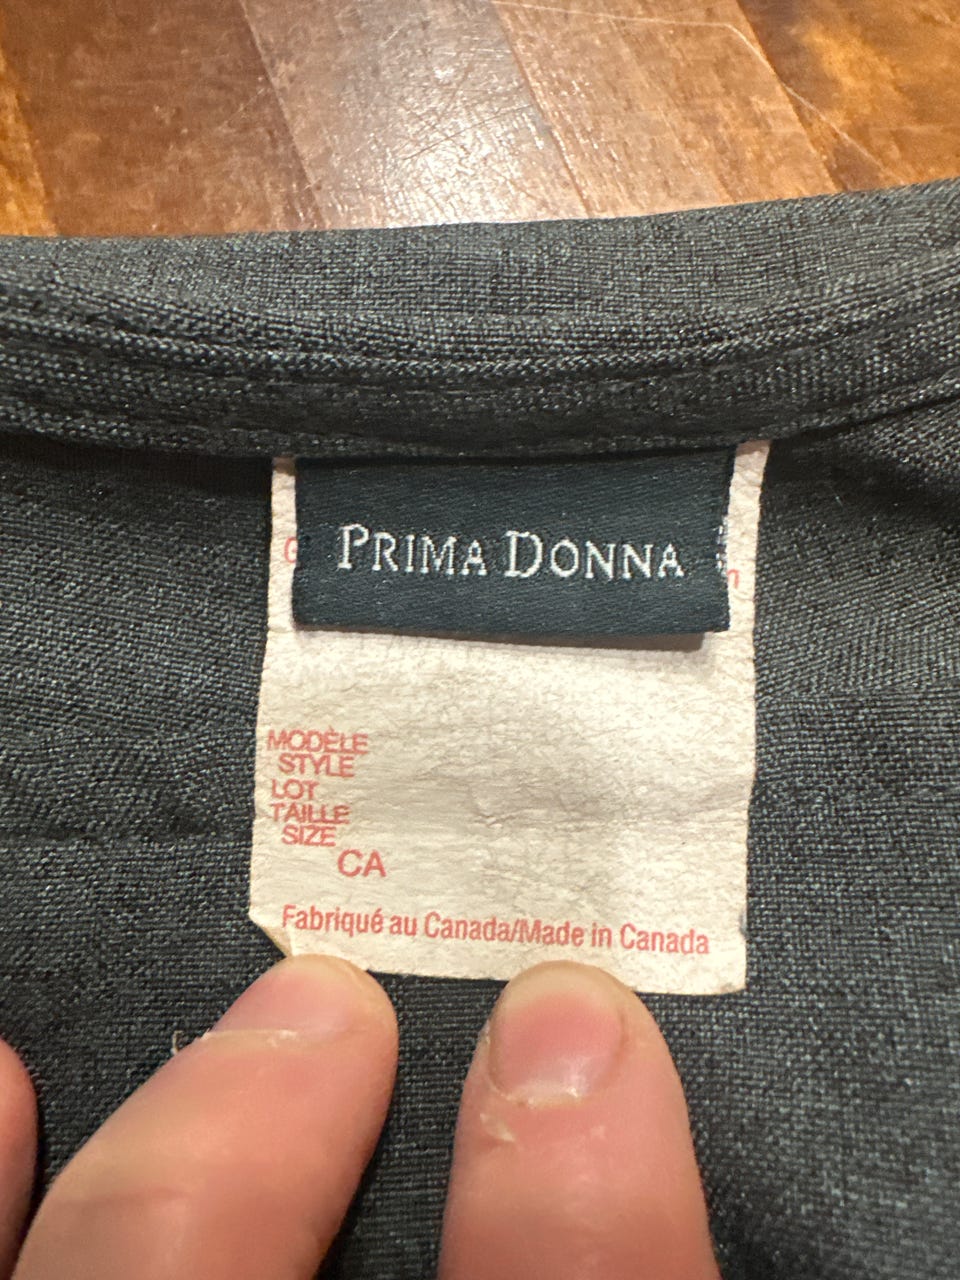 PRIMA DONNA
MODÈLE
STYLE
LOT
TAILLE
SIZE
CA
Fabriqué au Canada/Made in Canada